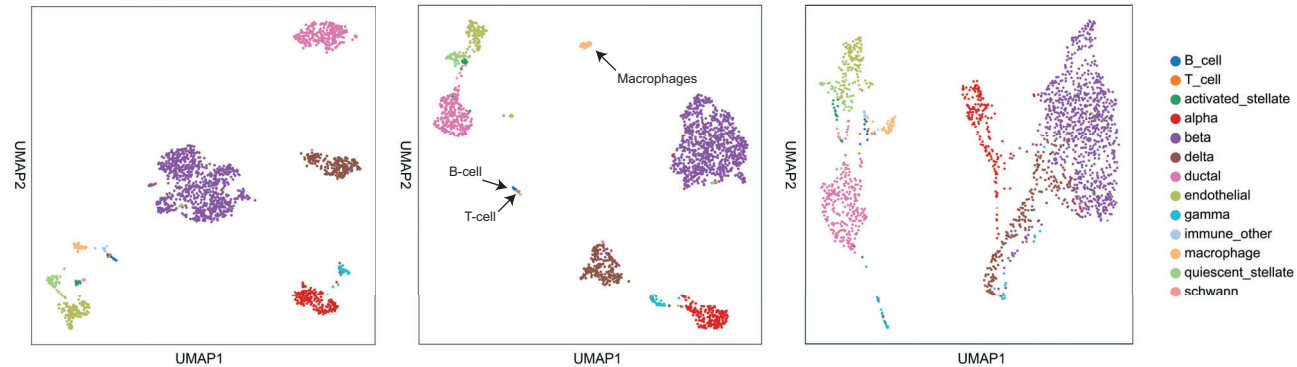 UMAP2
UMAP1
Macrophages
B-cell
T-cell
UMAP2
UMAP1
UMAP2
UMAP1
B_cell
T_cell
activated_stellate
alpha
beta
delta
ductal
endothelial
gamma
immune_other
macrophage
quiescent_stellate
schwann